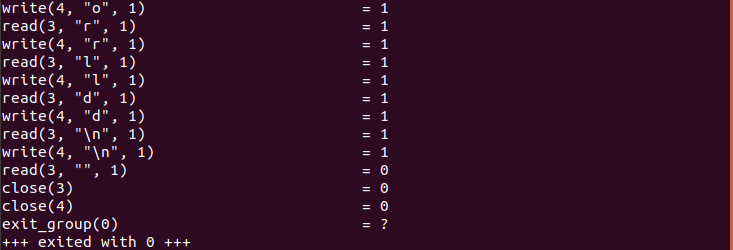 write(4, "o", 1)                        = 1
read(3, "r", 1)                         = 1
write(4, "r", 1)                        = 1
read(3, "l", 1)                         = 1
write(4, "l", 1)                        = 1
read(3, "d", 1)                         = 1
write(4, "d", 1)                        = 1
read(3, "\n", 1)                        = 1
write(4, "\n", 1)                       = 1
read(3, "", 1)                          = 0
close(3)                                = 0
close(4)                                = 0
exit_group(0)                           = ?
+++ exited with 0 +++